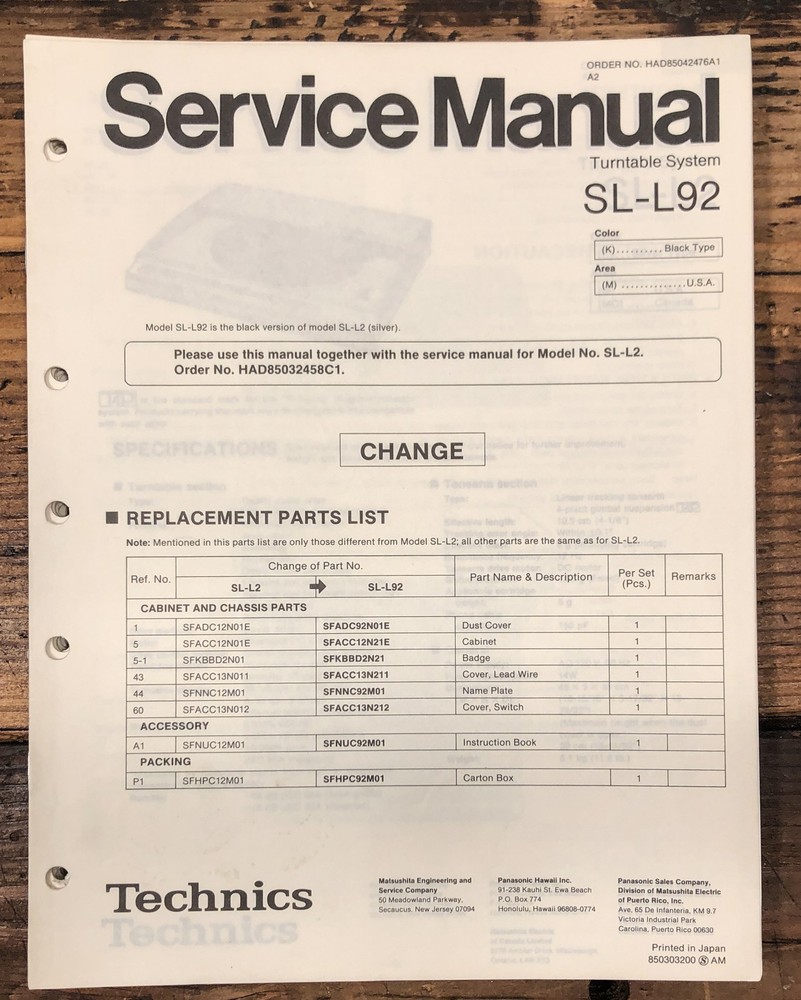 ORDER NO. HAD85042476A1
A2
Service Manual
Turntable System
SL-L92
Color
(K).......... Black Type
Area
(M) ..............U.S.A.
Model SL-L92 is the black version of model SL-L2 (silver).
Please use this manual together with the service manual for Model No. SL-L2.
Order No. HAD85032458C1.
CHANGE
■ REPLACEMENT PARTS LIST
Note: Mentioned in this parts list are only those different from Model SL-L2; all other parts are the same as for SL-L2.
Ref. No. Change of Part No. Part Name & Description Per Set (Pcs.) Remarks
SL-L2 → SL-L92
CABINET AND CHASSIS PARTS
1 SFADC12N01E SFADC92N01E Dust Cover 1
5 SFACC12N01E SFACC12N21E Cabinet 1
5-1 SFKBBD2N01 SFKBBD2N21 Badge 1
43 SFACC13N011 SFACC13N211 Cover, Lead Wire 1
44 SFNNC12M01 SFNNC92M01 Name Plate 1
60 SFACC13N012 SFACC13N212 Cover, Switch 1
ACCESSORY
A1 SFNUC12M01 SFNUC92M01 Instruction Book 1
PACKING
P1 SFHPC12M01 SFHPC92M01 Carton Box 1
Technics
Matsushita Engineering and
Service Company
50 Meadowland Parkway,
Secaucus. New Jersey 07094
Panasonic Hawaii Inc.
91-238 Kauhi St. Ewa Beach
P.O. Box 774
Honolulu, Hawaii 96808-0774
Panasonic Sales Company,
Division of Matsushita Electric
of Puerto Rico, Inc.
Ave, 65 De Infanteria, KM 9.7
Victoria Industrial Park
Carolina, Puerto Rico 00630
Printed in Japan
850303200 Ⓢ AM